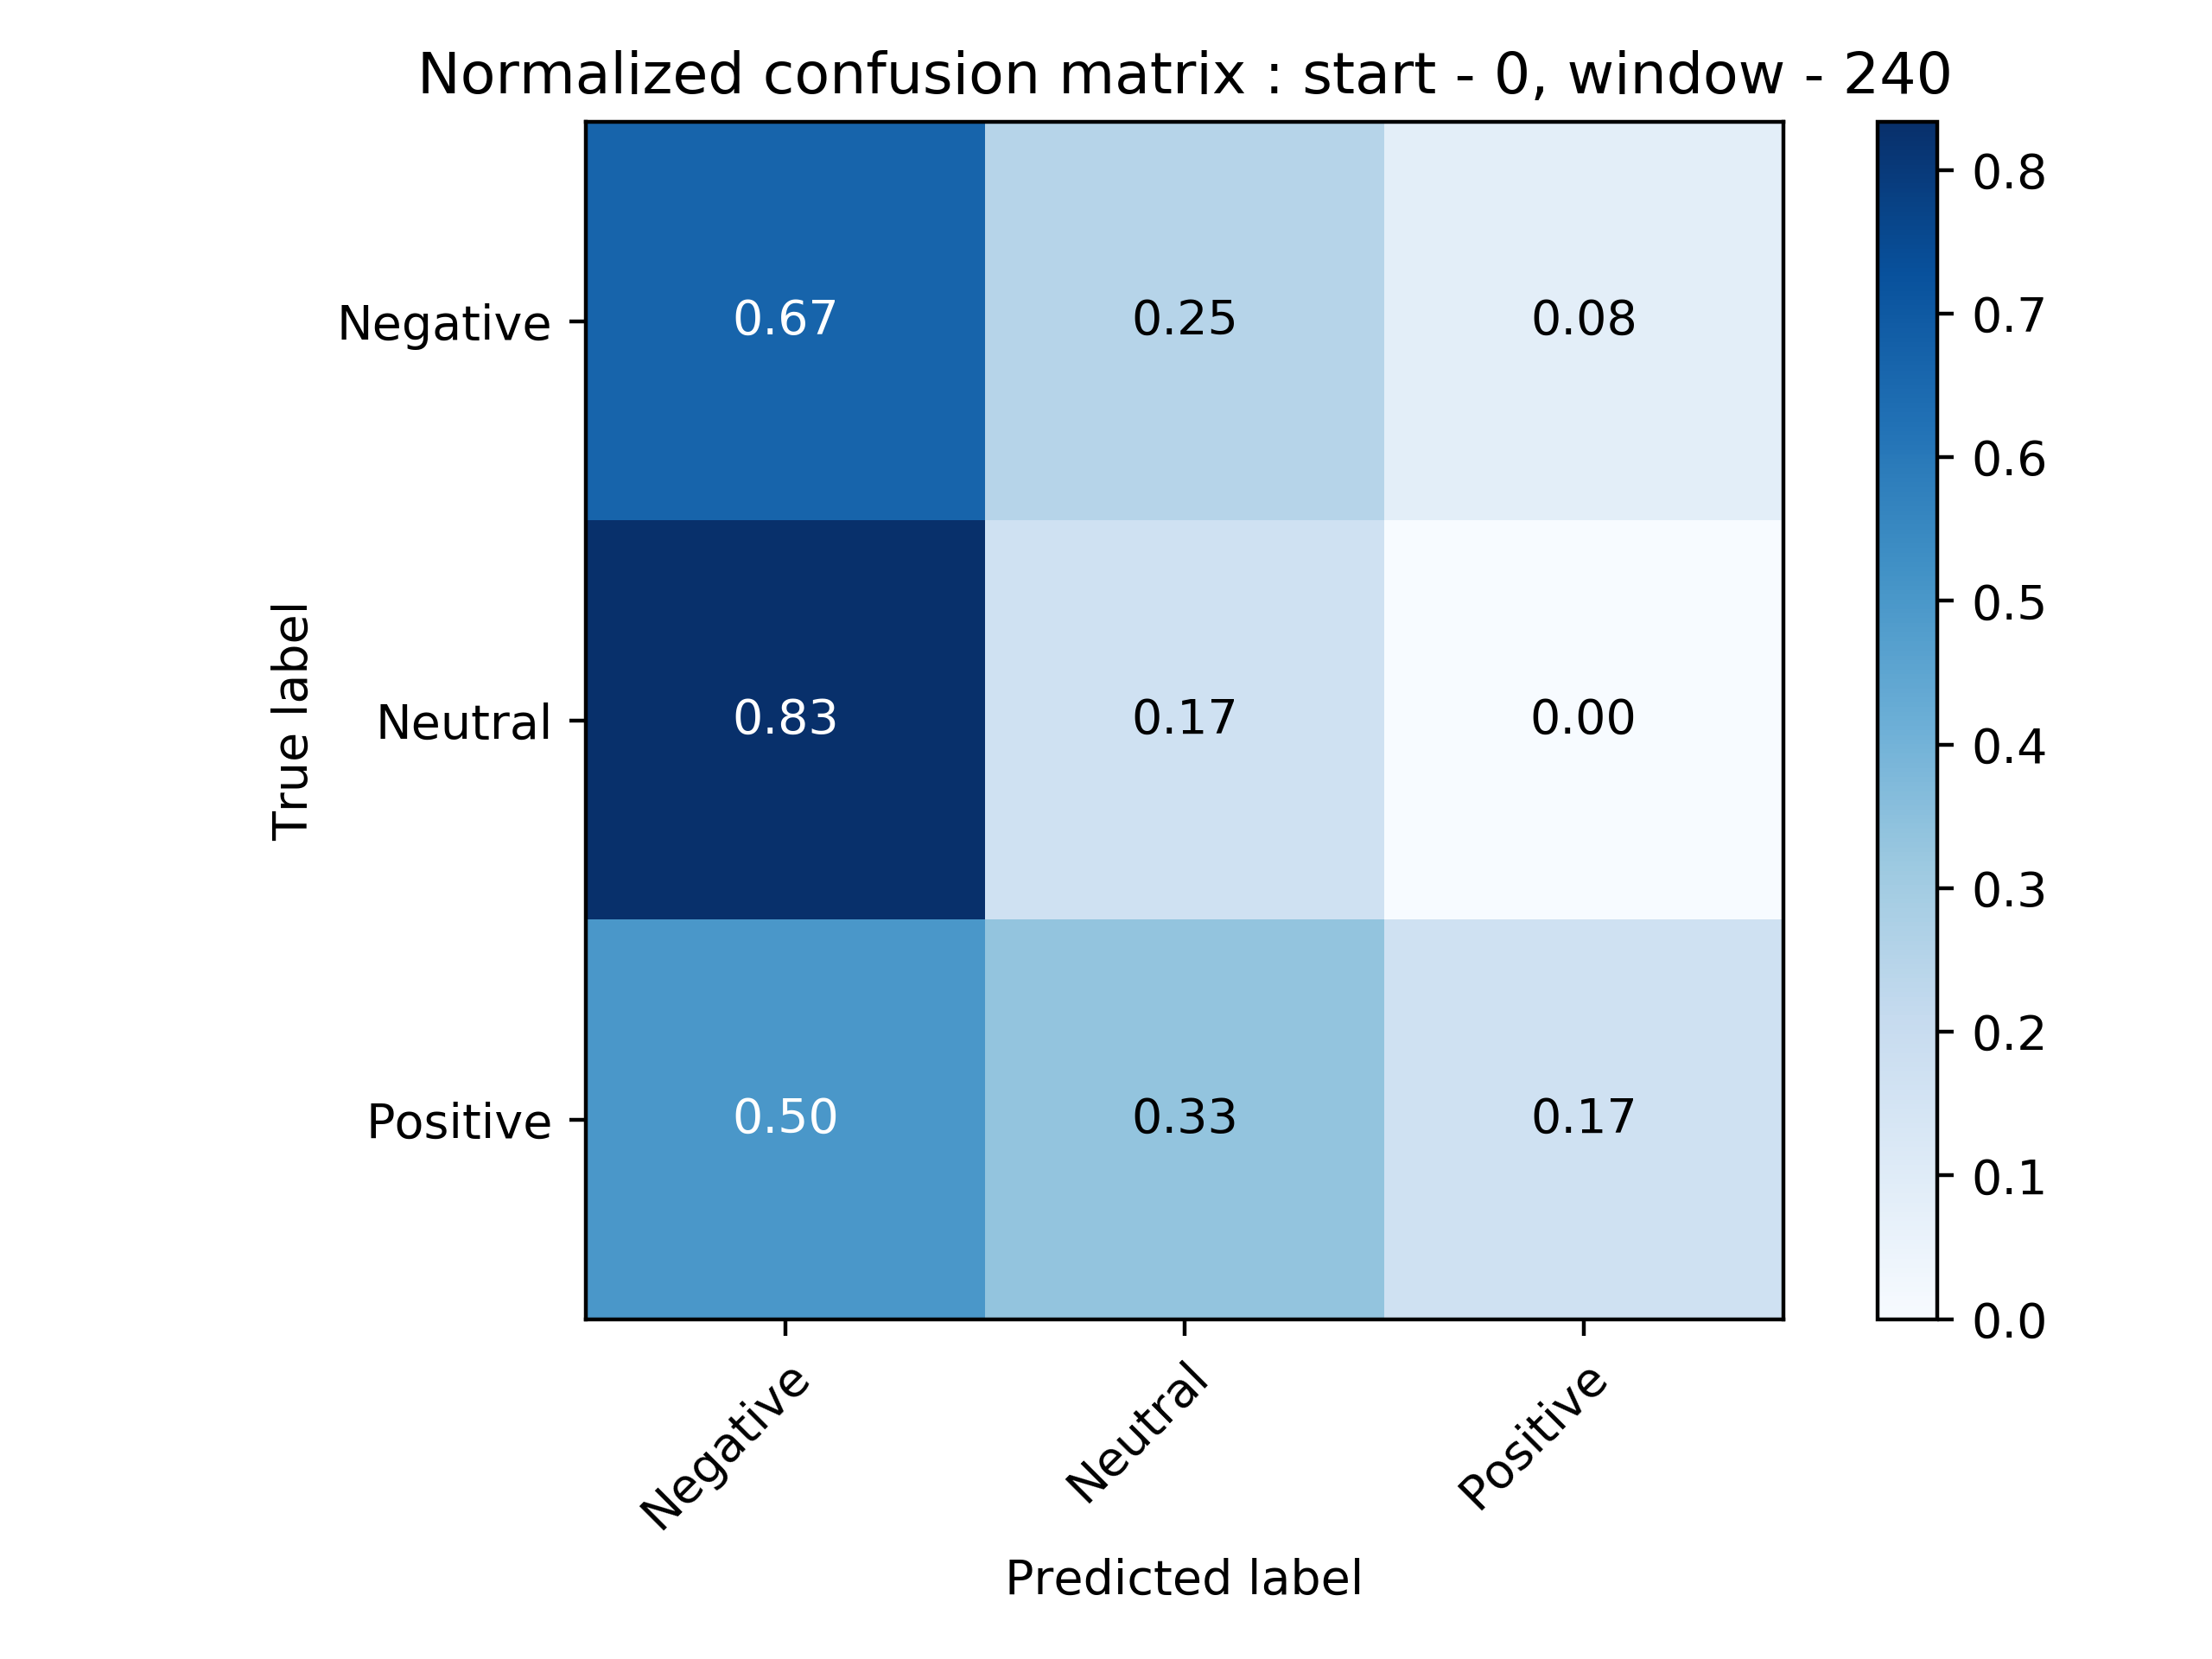 Normalized confusion matrix : start - 0, window - 240
True label
Negative
Neutral
Positive
0.67 0.25 0.08
0.83 0.17 0.00
0.50 0.33 0.17
Negative
Neutral
Positive
Predicted label
0.8
0.7
0.6
0.5
0.4
0.3
0.2
0.1
0.0